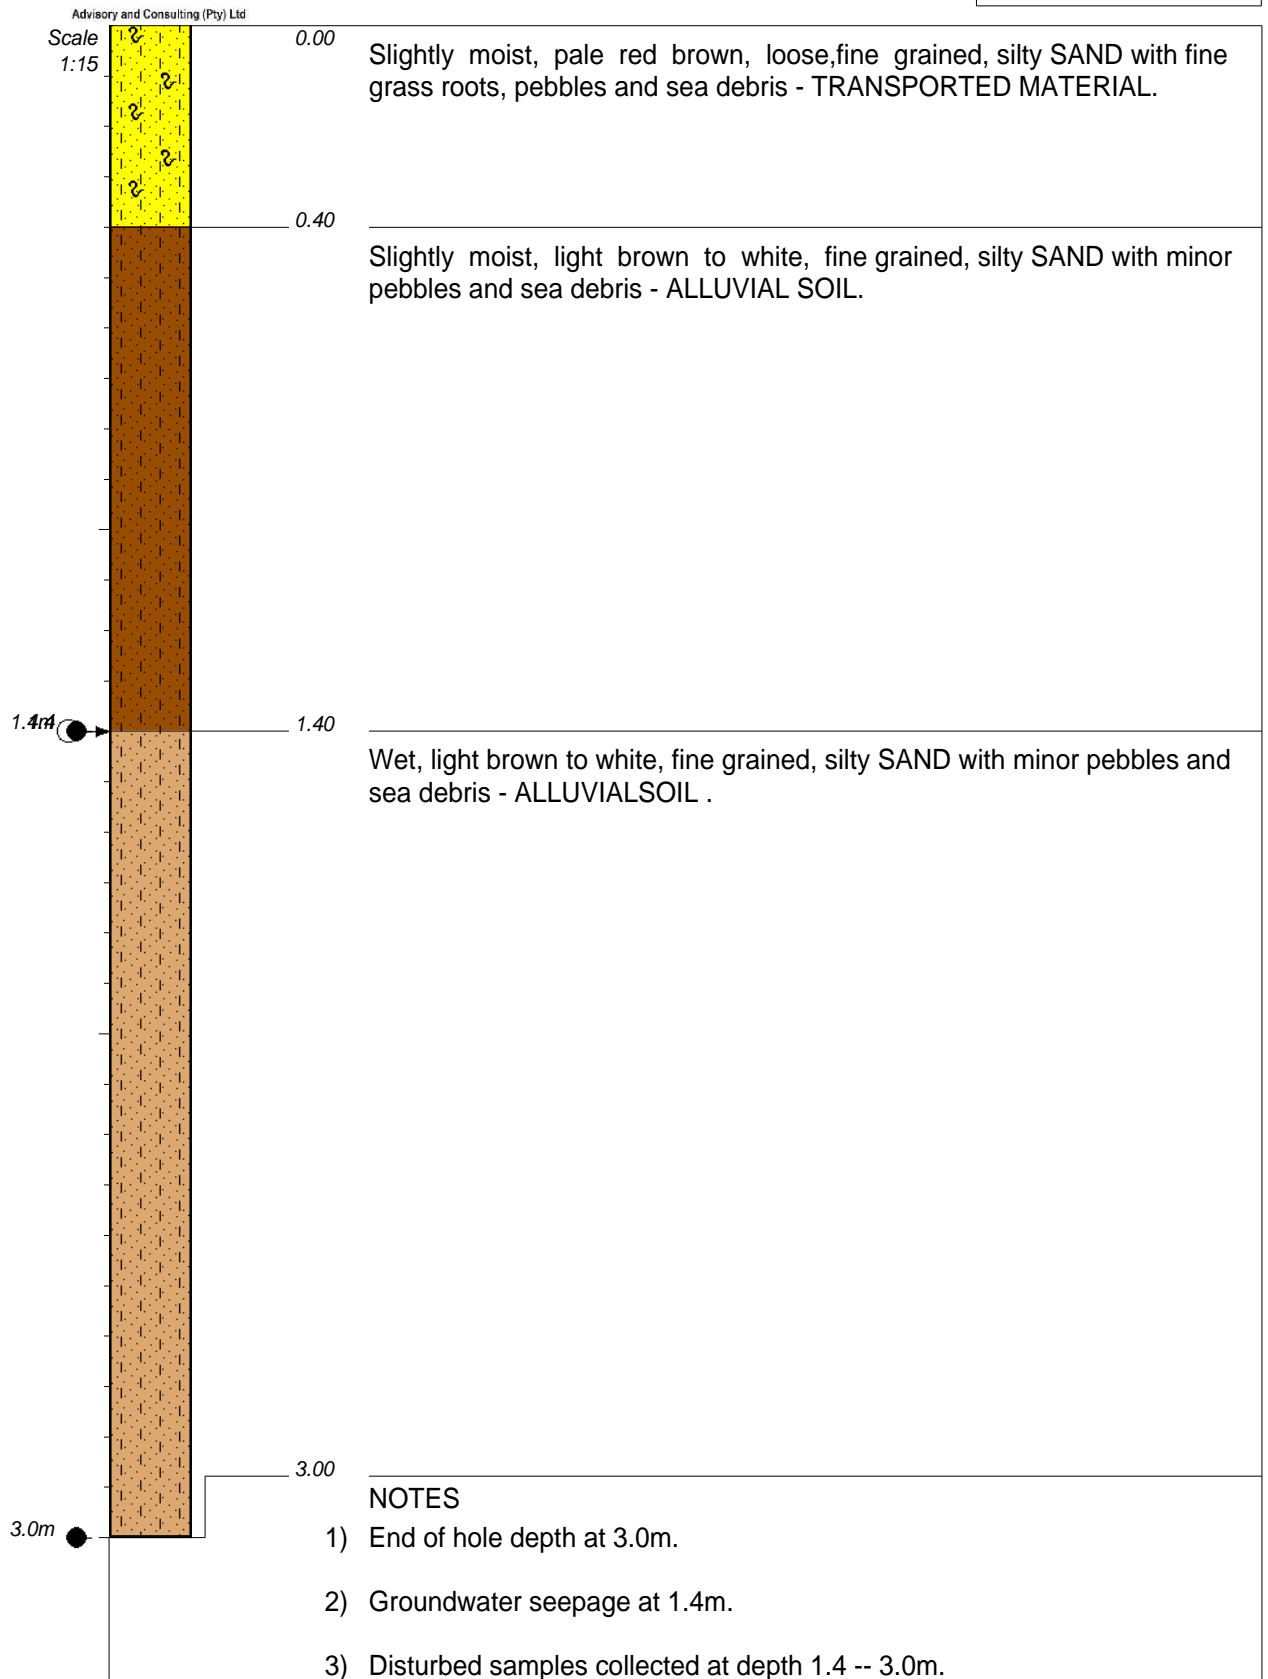 Advisory and Consulting (Pty) Ltd
Scale
1:15
0.00
Slightly moist, pale red brown, loose,fine grained, silty SAND with fine
grass roots, pebbles and sea debris - TRANSPORTED MATERIAL.
0.40
Slightly moist, light brown to white, fine grained, silty SAND with minor
pebbles and sea debris - ALLUVIAL SOIL.
1.40
Wet, light brown to white, fine grained, silty SAND with minor pebbles and
sea debris - ALLUVIALSOIL .
3.00
NOTES
3.0m
1) End of hole depth at 3.0m.
2) Groundwater seepage at 1.4m.
3) Disturbed samples collected at depth 1.4 -- 3.0m.